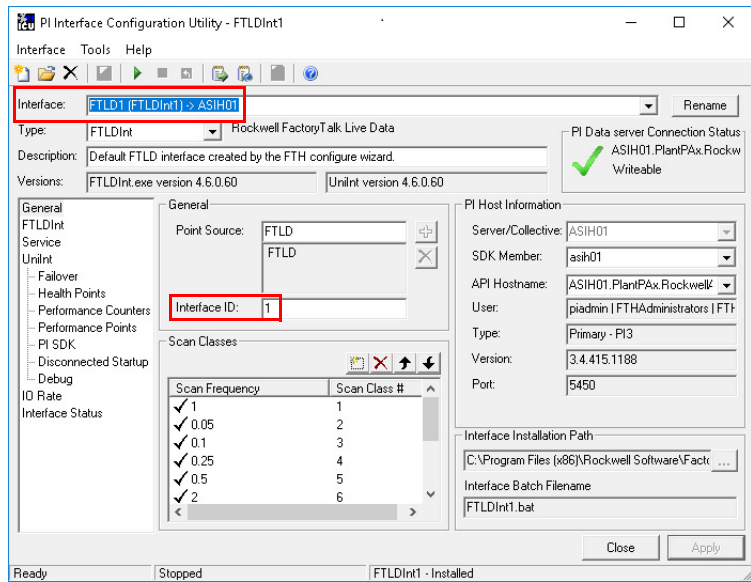 PI Interface Configuration Utility - FTLDInt1
Interface Tools Help
Interface: FTLD1 (FTLDInt1) -> ASIH01 Rename
Type: FTLDInt Rockwell FactoryTalk Live Data
Description: Default FTLD interface created by the FTH configure wizard.
Versions: FTLDInt.exe version 4.6.0.60 UniInt version 4.6.0.60
PI Data server Connection Status
ASIH01.PlantPAx.Rockw
Writeable
General
FTLDInt
Service
UniInt
Failover
Health Points
Performance Counters
Performance Points
PI SDK
Disconnected Startup
Debug
IO Rate
Interface Status
General
Point Source: FTLD
FTLD
Interface ID: 1
Scan Classes
Scan Frequency Scan Class #
1 1
0.05 2
0.1 3
0.25 4
0.5 5
2 6
PI Host Information
Server/Collective: ASIH01
SDK Member: asih01
API Hostname: ASIH01.PlantPAx.Rockwell
User: piadmin | FTHAdministrators | FTH
Type: Primary - PI3
Version: 3.4.415.1188
Port: 5450
Interface Installation Path
C:\Program Files (x86)\Rockwell Software\Facto ...
Interface Batch Filename
FTLDInt1.bat
Close Apply
Ready Stopped FTLDInt1 - Installed